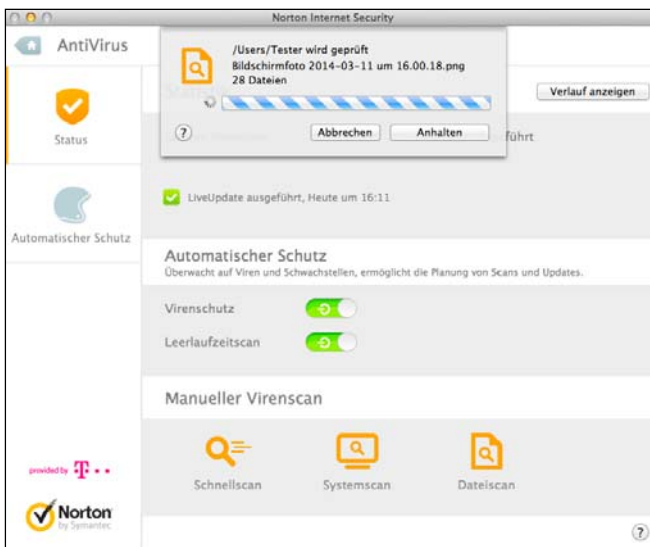 Norton Internet Security
AntiVirus
/Users/Tester wird geprüft
Bildschirmfoto 2014-03-11 um 16.00.18.png
28 Dateien
Abbrechen
Anhalten
Verlauf anzeigen
führt
Status
LiveUpdate ausgeführt, Heute um 16:11
Automatischer Schutz
Automatischer Schutz
Überwacht auf Viren und Schwachstellen, ermöglicht die Planung von Scans und Updates.
Virenschutz
Leerlaufzeitscan
Manueller Virenscan
Schnellscan
Systemscan
Dateiscan
provided by T
Norton
by Symantec
?
?